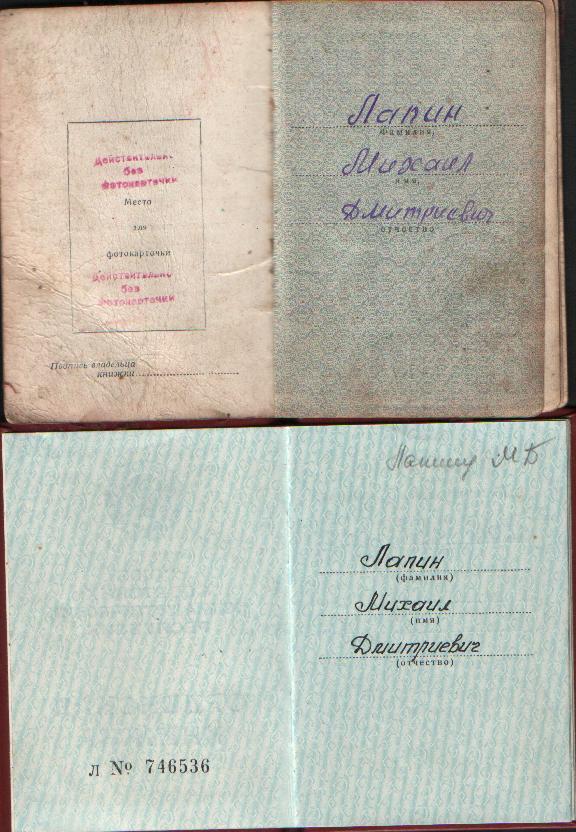 Действительно
без
фотокарточки
Место
для
фотокарточки
Действительно
без
фотокарточки
Подпись владельца
книжки
Лапин
Фамилия
Михаил
имя
Дмитриевич
отчество
Лапин
(фамилия)
Михаил
(имя)
Дмитриевич
(отчество)
Л № 746536